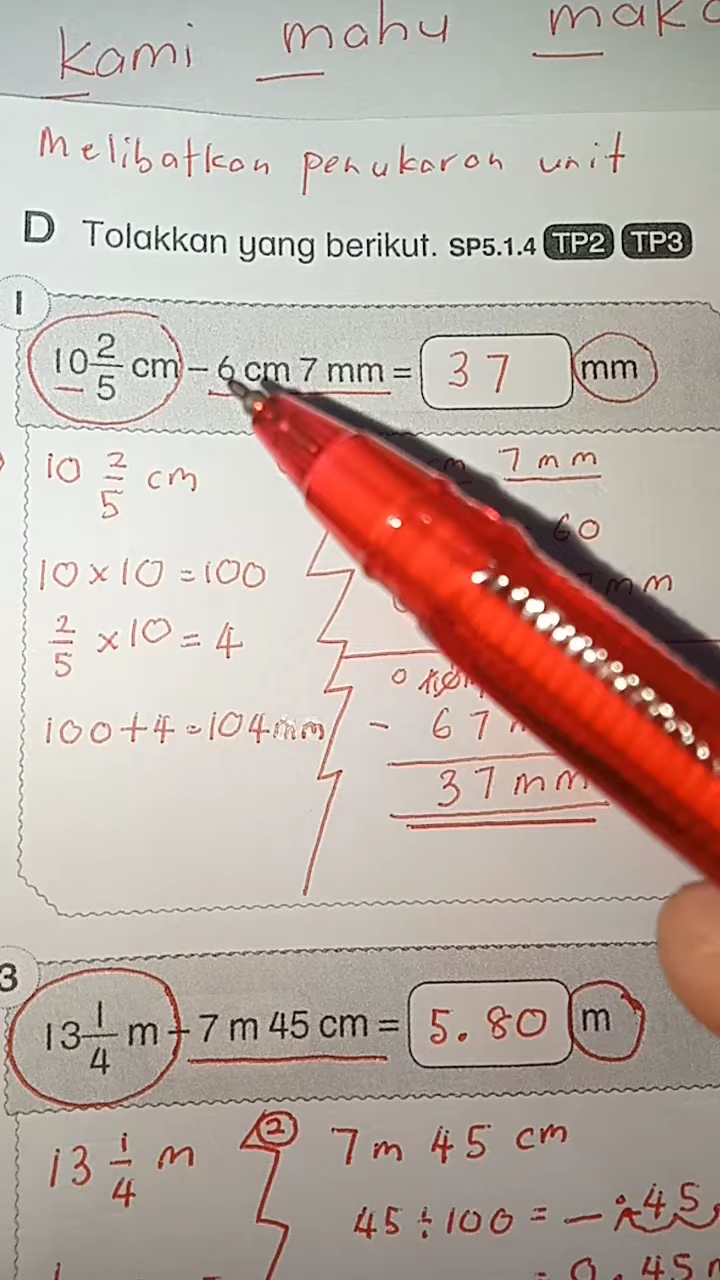 kami mahu
Melibatkan penukaran unit
D Tolakkan yang berikut. SP5.1.4 TP2 TP3
1
10 2/5 cm – 6 cm 7 mm = 37 mm
10 2/5 cm
7 mm
10 × 10 = 100
60
mm
2/5 × 10 = 4
100 + 4 = 104mm
0
– 67
37 mm
3
13 1/4 m – 7 m 45 cm = 5.80 m
13 1/4 m
② 7m 45 cm
45 ÷ 100 =